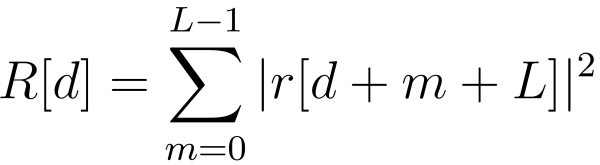 R[d] = \sum_{m=0}^{L-1} |r[d + m + L]|^2